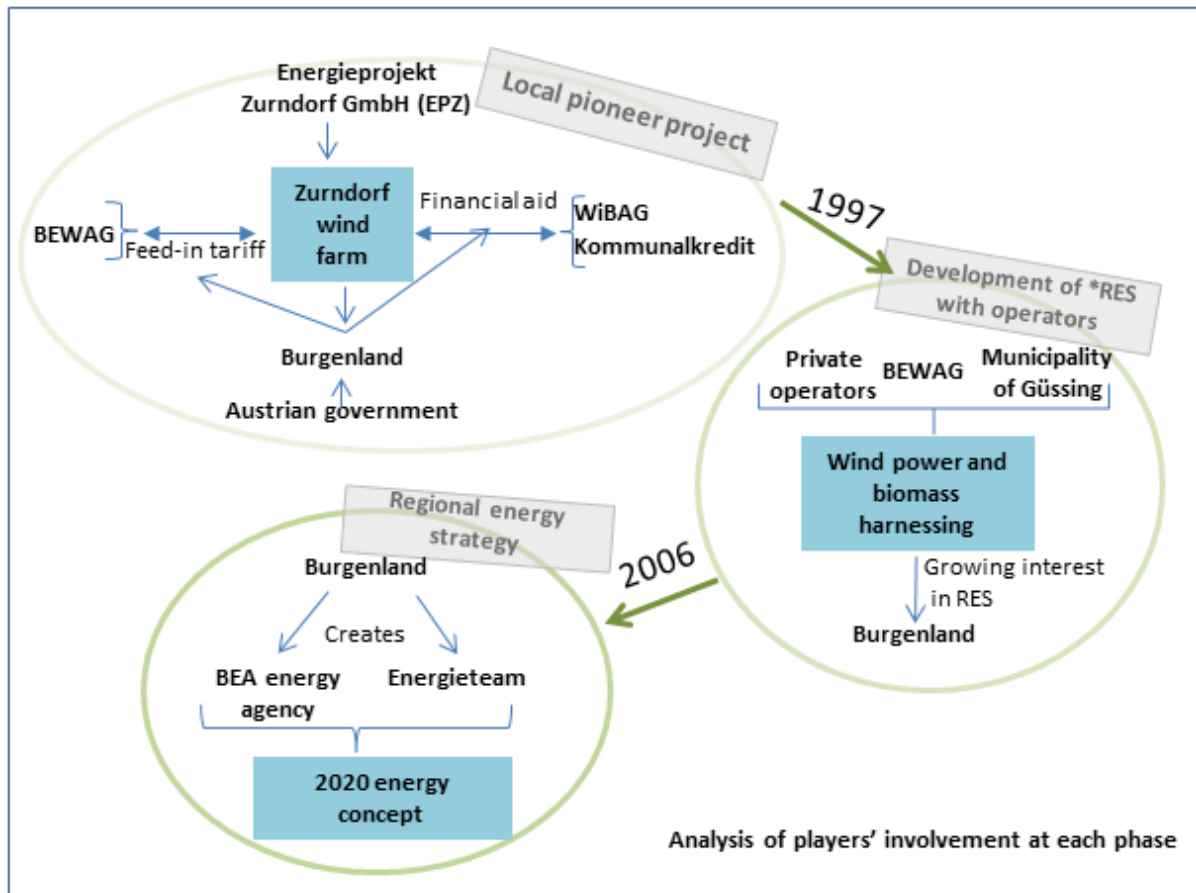 Energieprojekt
Zurndorf GmbH (EPZ)
Local pioneer project
Zurndorf
wind
farm
BEWAG
Feed-in tariff
Financial aid
WiBAG
Kommunalkredit
Burgenland
Austrian government
1997
Development of *RES
with operators
Private
operators
BEWAG
Municipality
of Güssing
Wind power and
biomass
harnessing
Growing interest
in RES
Burgenland
2006
Regional energy
strategy
Burgenland
Creates
BEA energy
agency
Energieteam
2020 energy
concept
Analysis of players' involvement at each phase